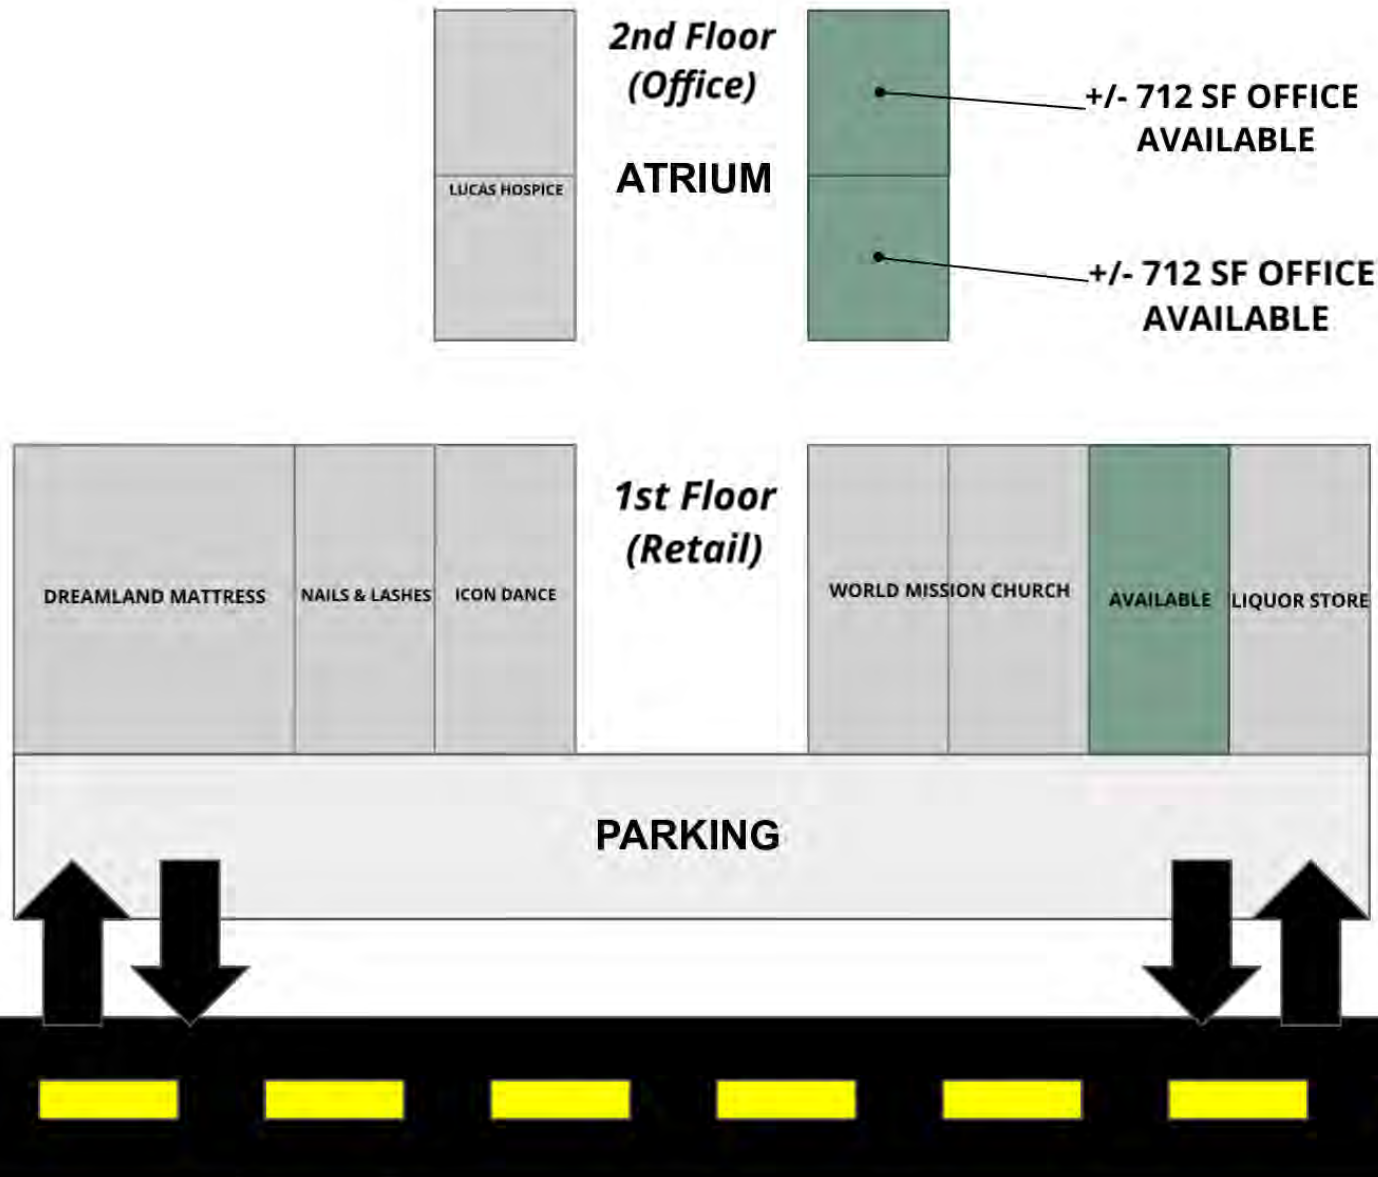 2nd Floor
(Office)
ATRIUM
LUCAS HOSPICE
+/- 712 SF OFFICE
AVAILABLE
+/- 712 SF OFFICE
AVAILABLE
1st Floor
(Retail)
DREAMLAND MATTRESS
NAILS & LASHES
ICON DANCE
WORLD MISSION CHURCH
AVAILABLE
LIQUOR STORE
PARKING